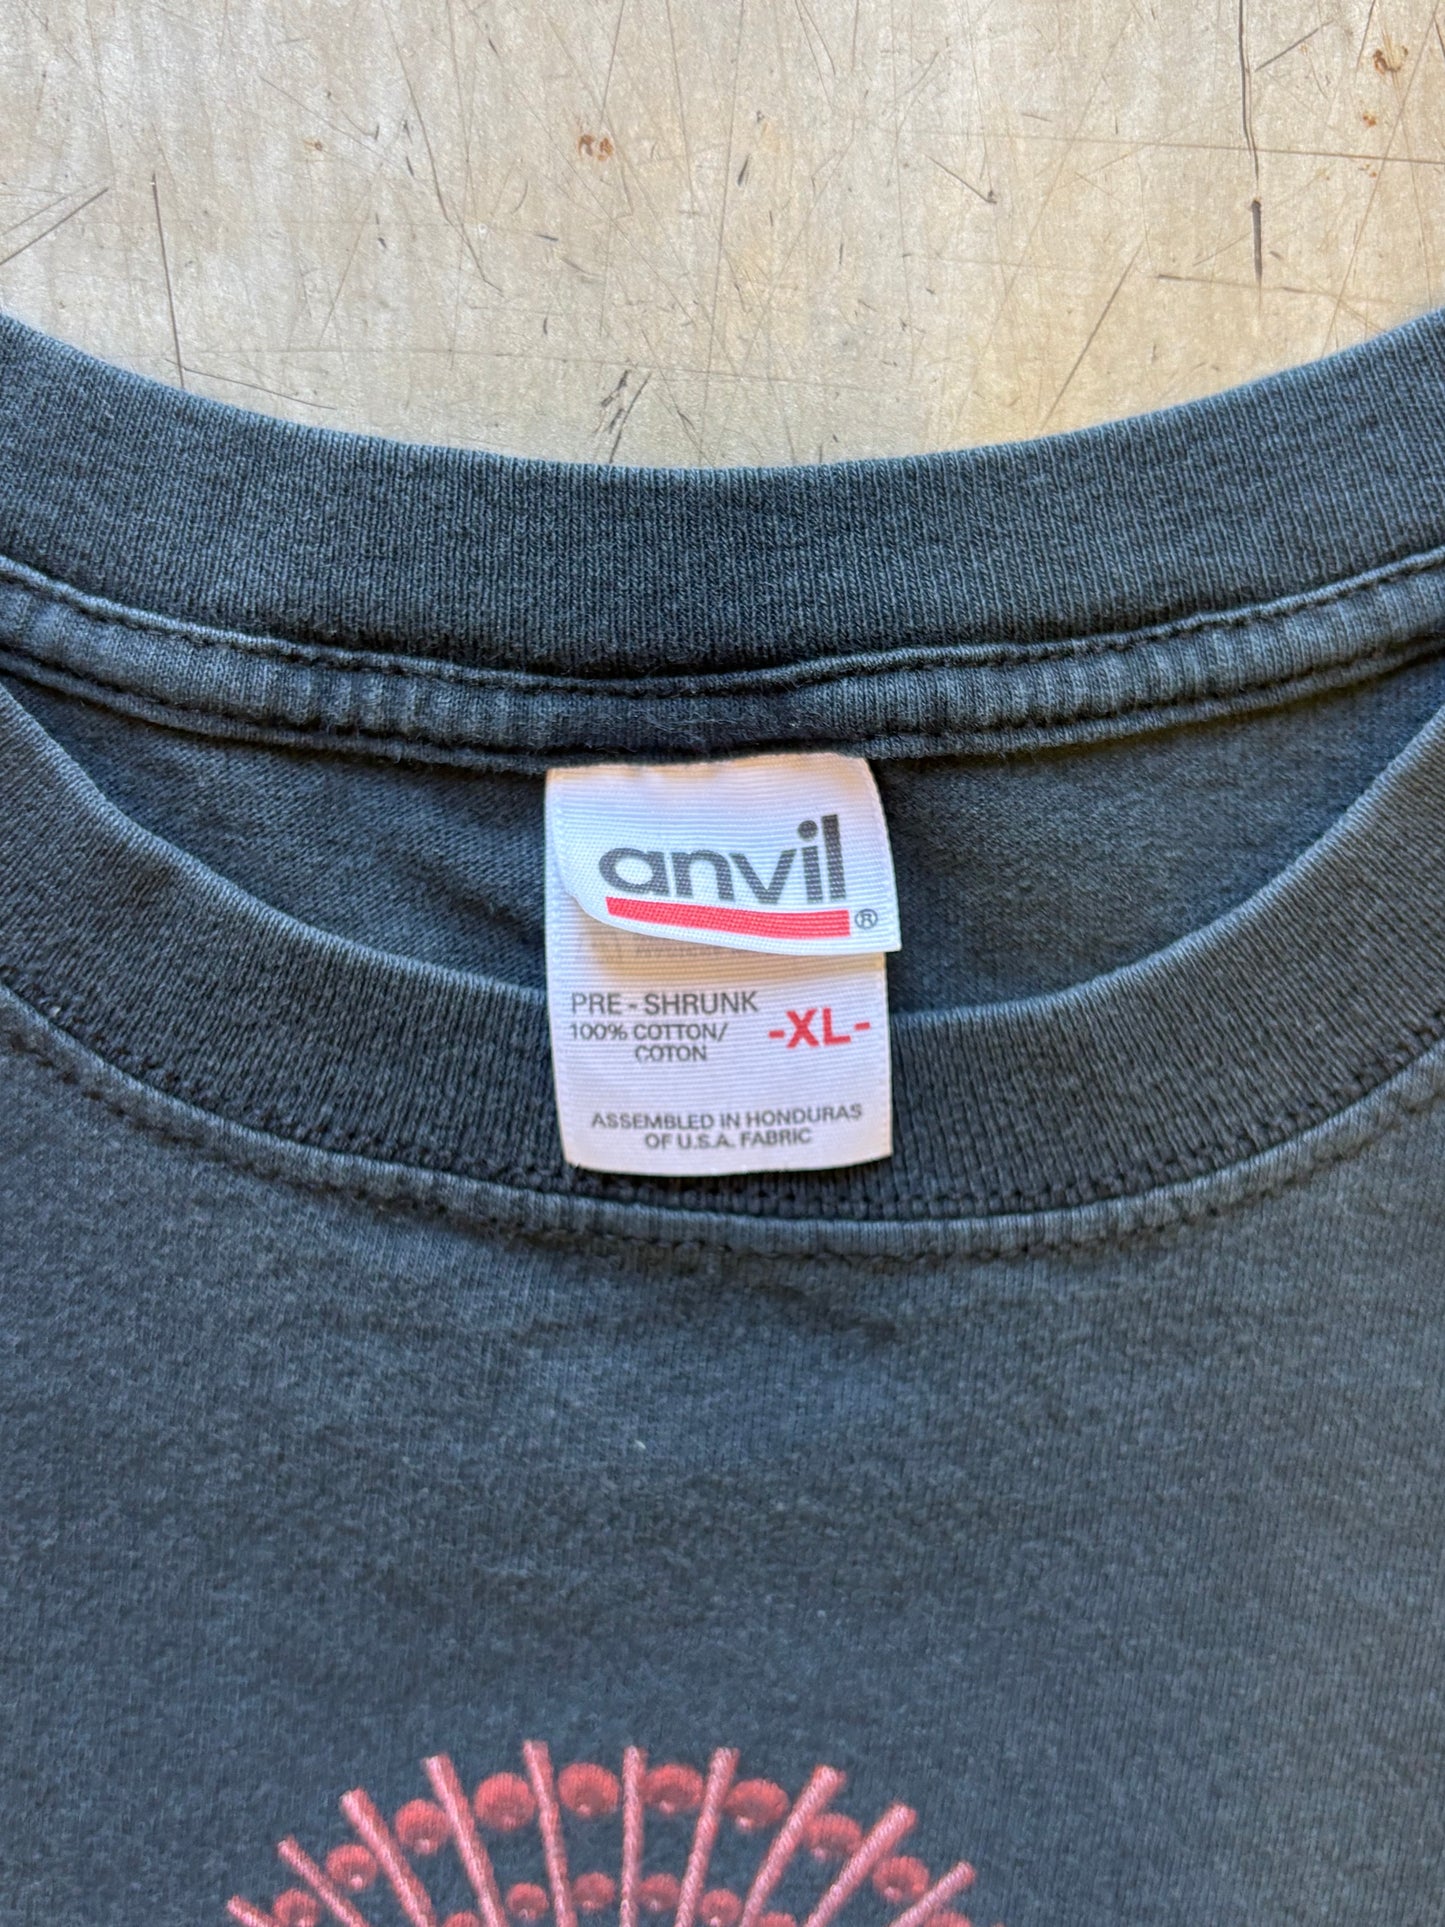 anvil
®
PRE-SHRUNK
100% COTTON/
COTON
-XL-
ASSEMBLED IN HONDURAS
OF U.S.A. FABRIC